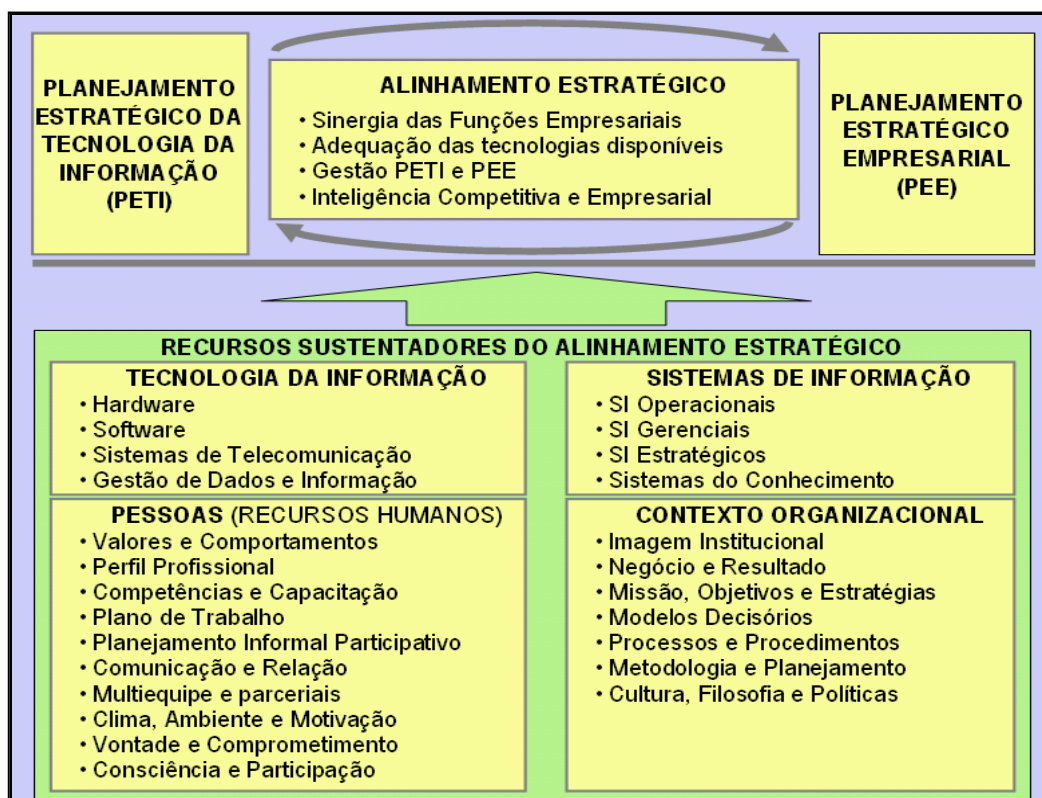 PLANEJAMENTO
ESTRATÉGICO DA
TECNOLOGIA DA
INFORMAÇÃO
(PETI)
ALINHAMENTO ESTRATÉGICO
• Sinergia das Funções Empresariais
• Adequação das tecnologias disponíveis
• Gestão PETI e PEE
• Inteligência Competitiva e Empresarial
PLANEJAMENTO
ESTRATÉGICO
EMPRESARIAL
(PEE)
RECURSOS SUSTENTADORES DO ALINHAMENTO ESTRATÉGICO
TECNOLOGIA DA INFORMAÇÃO
• Hardware
• Software
• Sistemas de Telecomunicação
• Gestão de Dados e Informação
SISTEMAS DE INFORMAÇÃO
• SI Operacionais
• SI Gerenciais
• SI Estratégicos
• Sistemas do Conhecimento
PESSOAS (RECURSOS HUMANOS)
• Valores e Comportamentos
• Perfil Profissional
• Competências e Capacitação
• Plano de Trabalho
• Planejamento Informal Participativo
• Comunicação e Relação
• Multiequipe e parceriais
• Clima, Ambiente e Motivação
• Vontade e Comprometimento
• Consciência e Participação
CONTEXTO ORGANIZACIONAL
• Imagem Institucional
• Negócio e Resultado
• Missão, Objetivos e Estratégias
• Modelos Decisórios
• Processos e Procedimentos
• Metodologia e Planejamento
• Cultura, Filosofia e Políticas